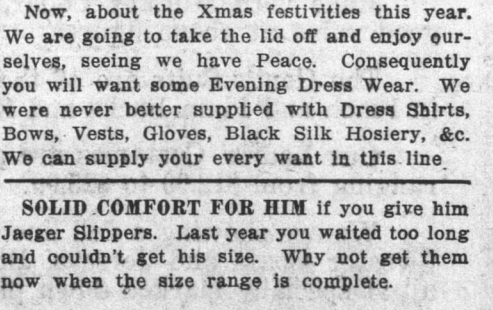 Now, about the Xmas festivities this year.
We are going to take the lid off and enjoy our-
selves, seeing we have Peace. Consequently
you will want some Evening Dress Wear. We
were never better supplied with Dress Shirts,
Bows, Vests, Gloves, Black Silk Hosiery, &c.
We can supply your every want in this line
SOLID COMFORT FOR HIM if you give him
Jaeger Slippers. Last year you waited too long
and couldn't get his size. Why not get them
now when the size range is complete.